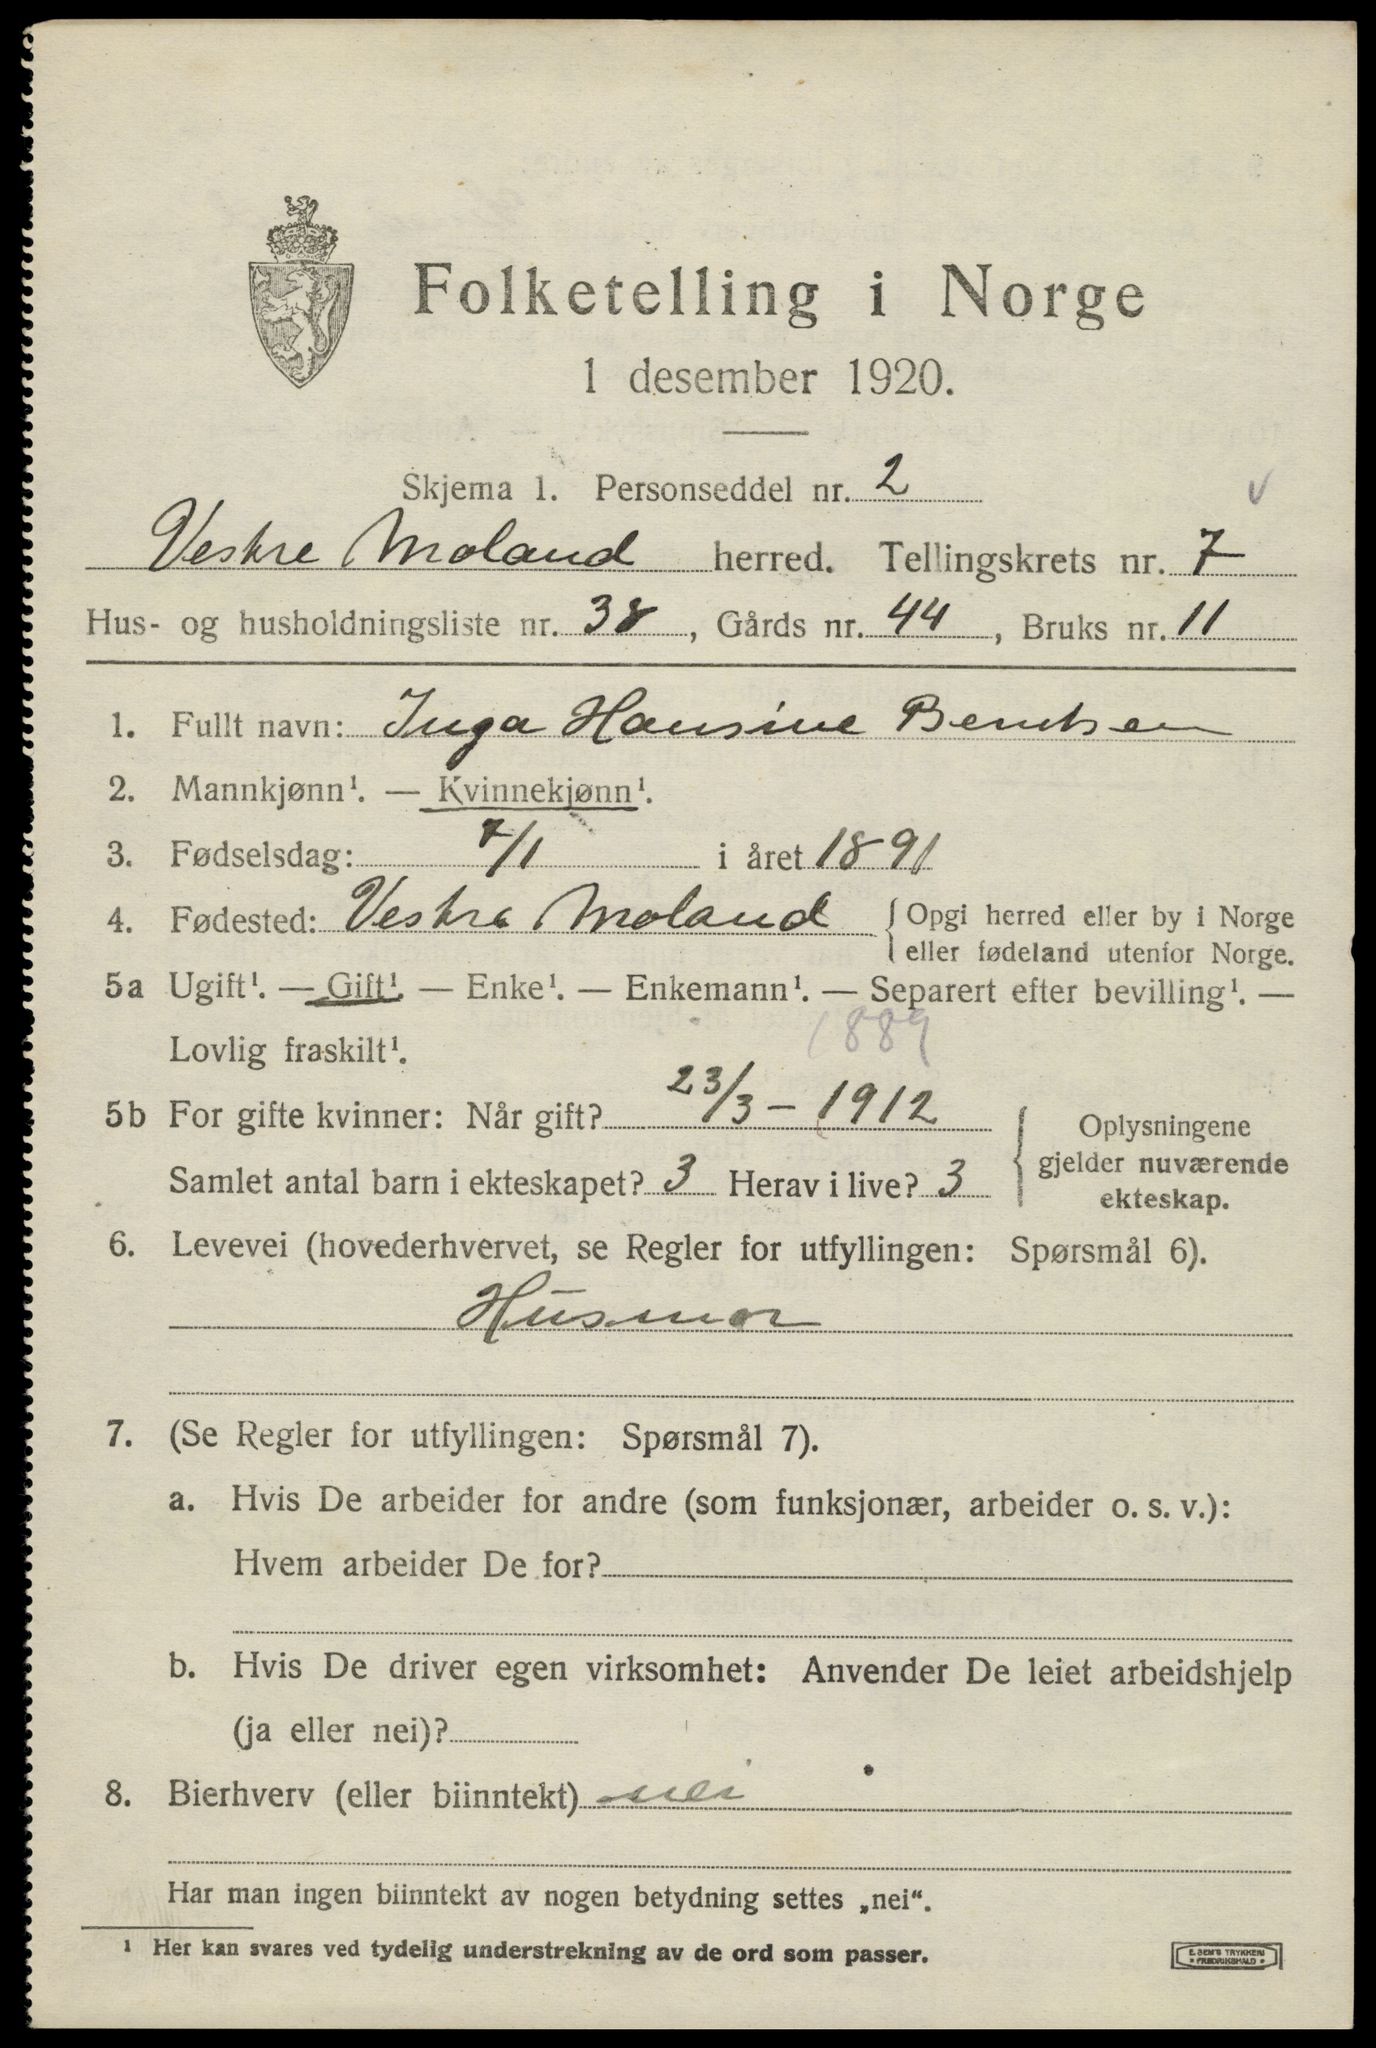 Folketelling i Norge
1 desember 1920.
Skjema 1. Personseddel nr. 2
Vestre Moland herred. Tellingskrets nr. 7
Hus- og husholdningsliste nr. 38, Gårds nr. 44, Bruks nr. 11
1. Fullt navn: Inga Hansine Berntsen
2. Mannkjønn¹. — Kvinnekjønn¹.
3. Fødselsdag: 7/1 i året 1891
4. Fødested: Vestre Moland { Opgi herred eller by i Norge
eller fødeland utenfor Norge.
5a Ugift¹. — Gift¹. — Enke¹. — Enkemann¹. — Separert efter bevilling¹. —
Lovlig fraskilt¹.
1889
5b For gifte kvinner: Når gift? 23/3 – 1912
Samlet antal barn i ekteskapet? 3 Herav i live? 3
Oplysningene
gjelder nuværende
ekteskap.
6. Levevei (hovederhvervet, se Regler for utfyllingen: Spørsmål 6).
Husmor
7. (Se Regler for utfyllingen: Spørsmål 7).
a. Hvis De arbeider for andre (som funksjonær, arbeider o. s. v.):
Hvem arbeider De for?
b. Hvis De driver egen virksomhet: Anvender De leiet arbeidshjelp
(ja eller nei)?
8. Bierhverv (eller biinntekt) nei
Har man ingen biinntekt av nogen betydning settes „nei“.
¹ Her kan svares ved tydelig understrekning av de ord som passer.
E. SEM'S TRYKKERI
* FREDRIKSHALD *